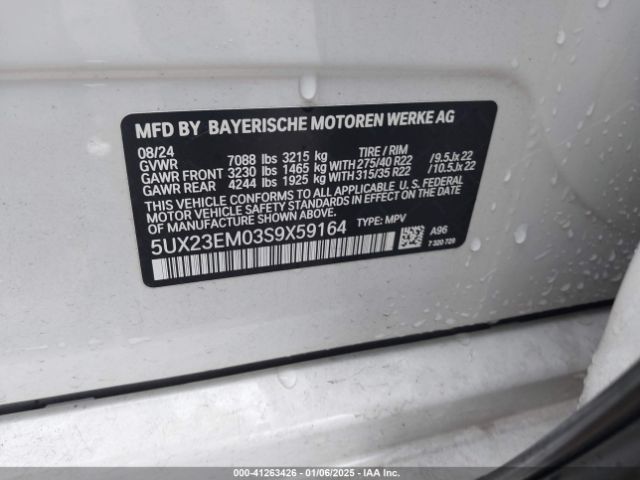 MFD BY BAYERISCHE MOTOREN WERKE AG
08/24 TIRE / RIM
GVWR 7088 lbs 3215 kg
GAWR FRONT 3230 lbs 1465 kg WITH 275/40 R22 /9.5Jx22
GAWR REAR 4244 lbs 1925 kg WITH 315/35 R22 /10.5Jx22
THIS VEHICLE CONFORMS TO ALL APPLICABLE U.S. FEDERAL
MOTOR VEHICLE SAFETY STANDARDS IN EFFECT ON THE DATE
OF MANUFACTURE SHOWN ABOVE.
5UX23EM03S9X59164 TYPE: MPV
A96
7 320 729
000-41263426 - 01/06/2025 - IAA Inc.